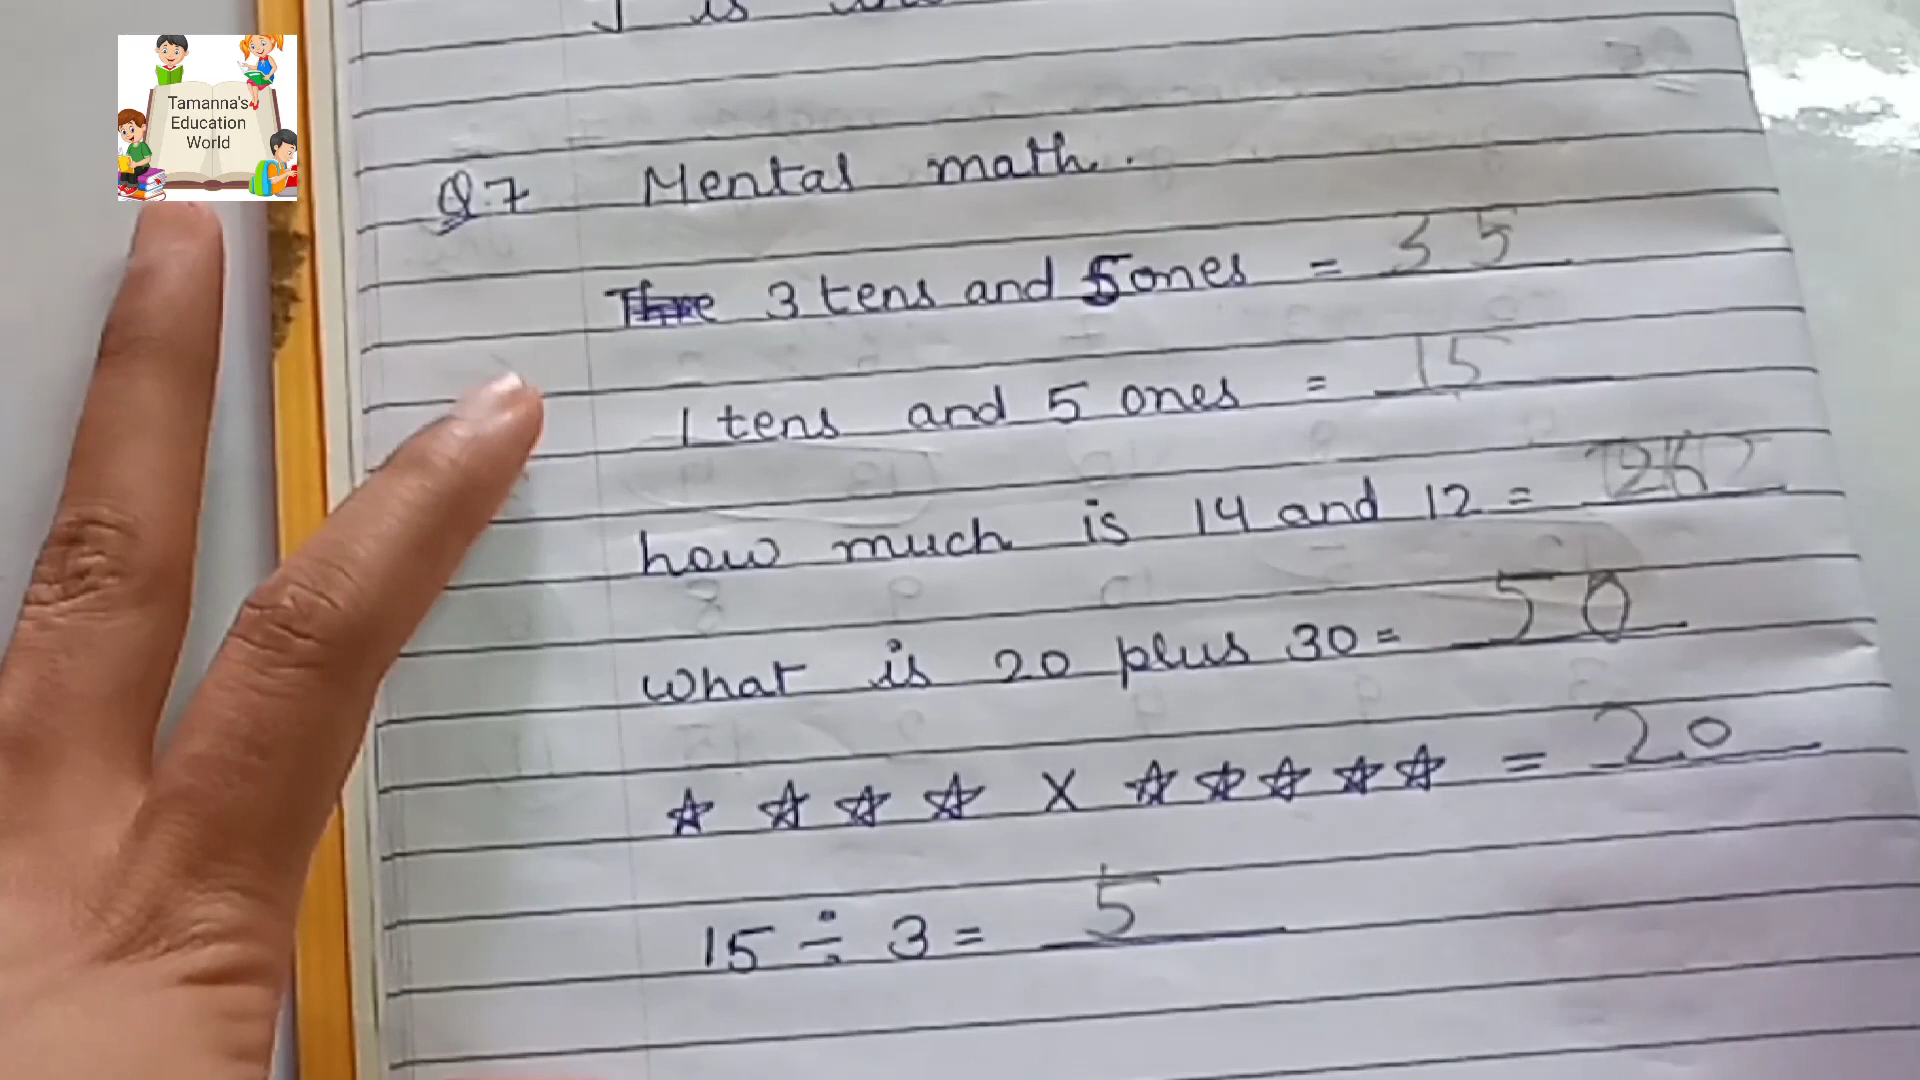 Tamanna's
Education
World
Q.7 Mental math.
3 tens and 5 ones = 35
1 tens and 5 ones = 15
how much is 14 and 12 = 26
What is 20 plus 30 = 50
☆ ☆ ☆ ☆ X ☆ ☆ ☆ ☆ ☆ = 20
15 ÷ 3 = 5